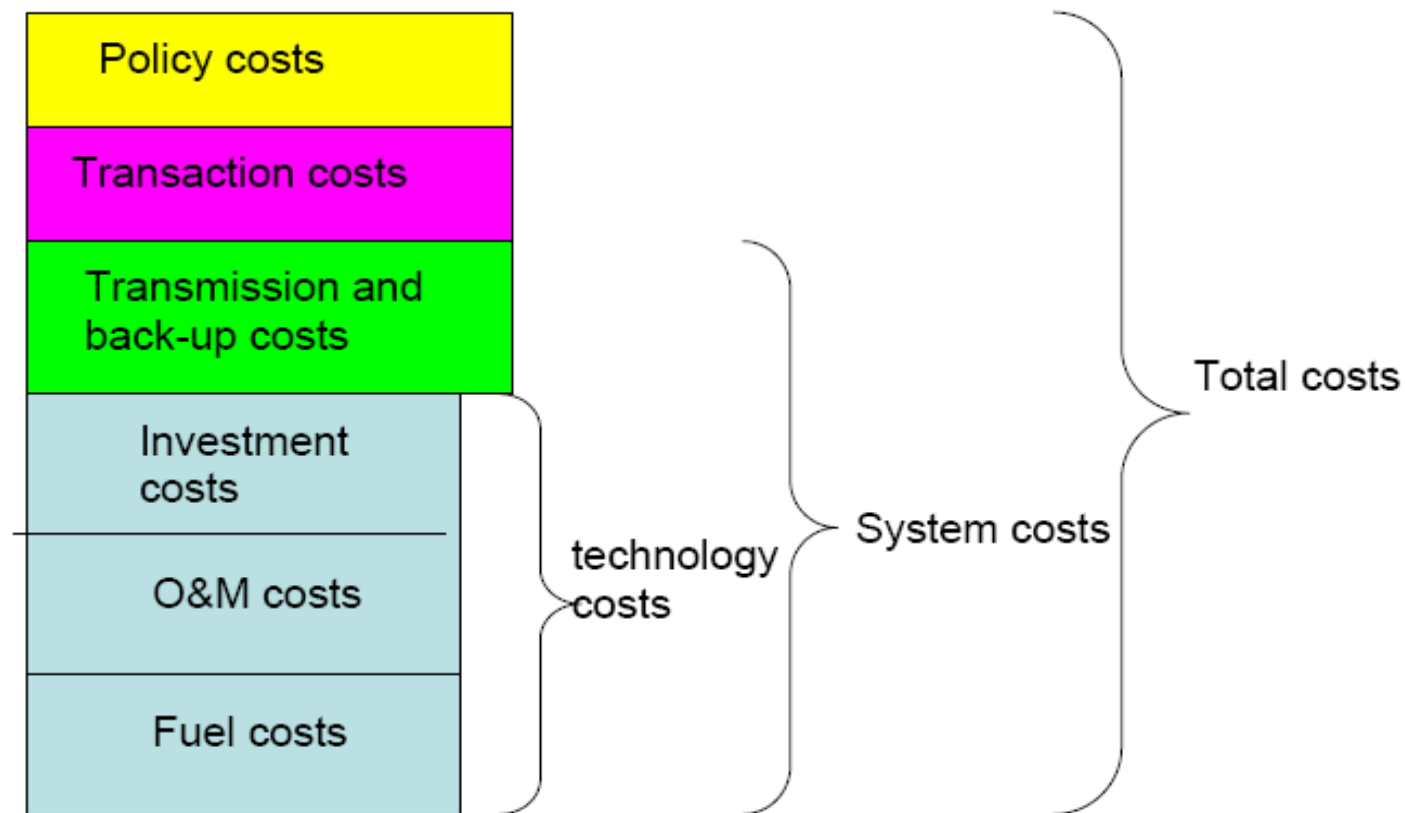 Policy costs
Transaction costs
Transmission and
back-up costs
Investment
costs
O&M costs
Fuel costs
technology
costs
System costs
Total costs